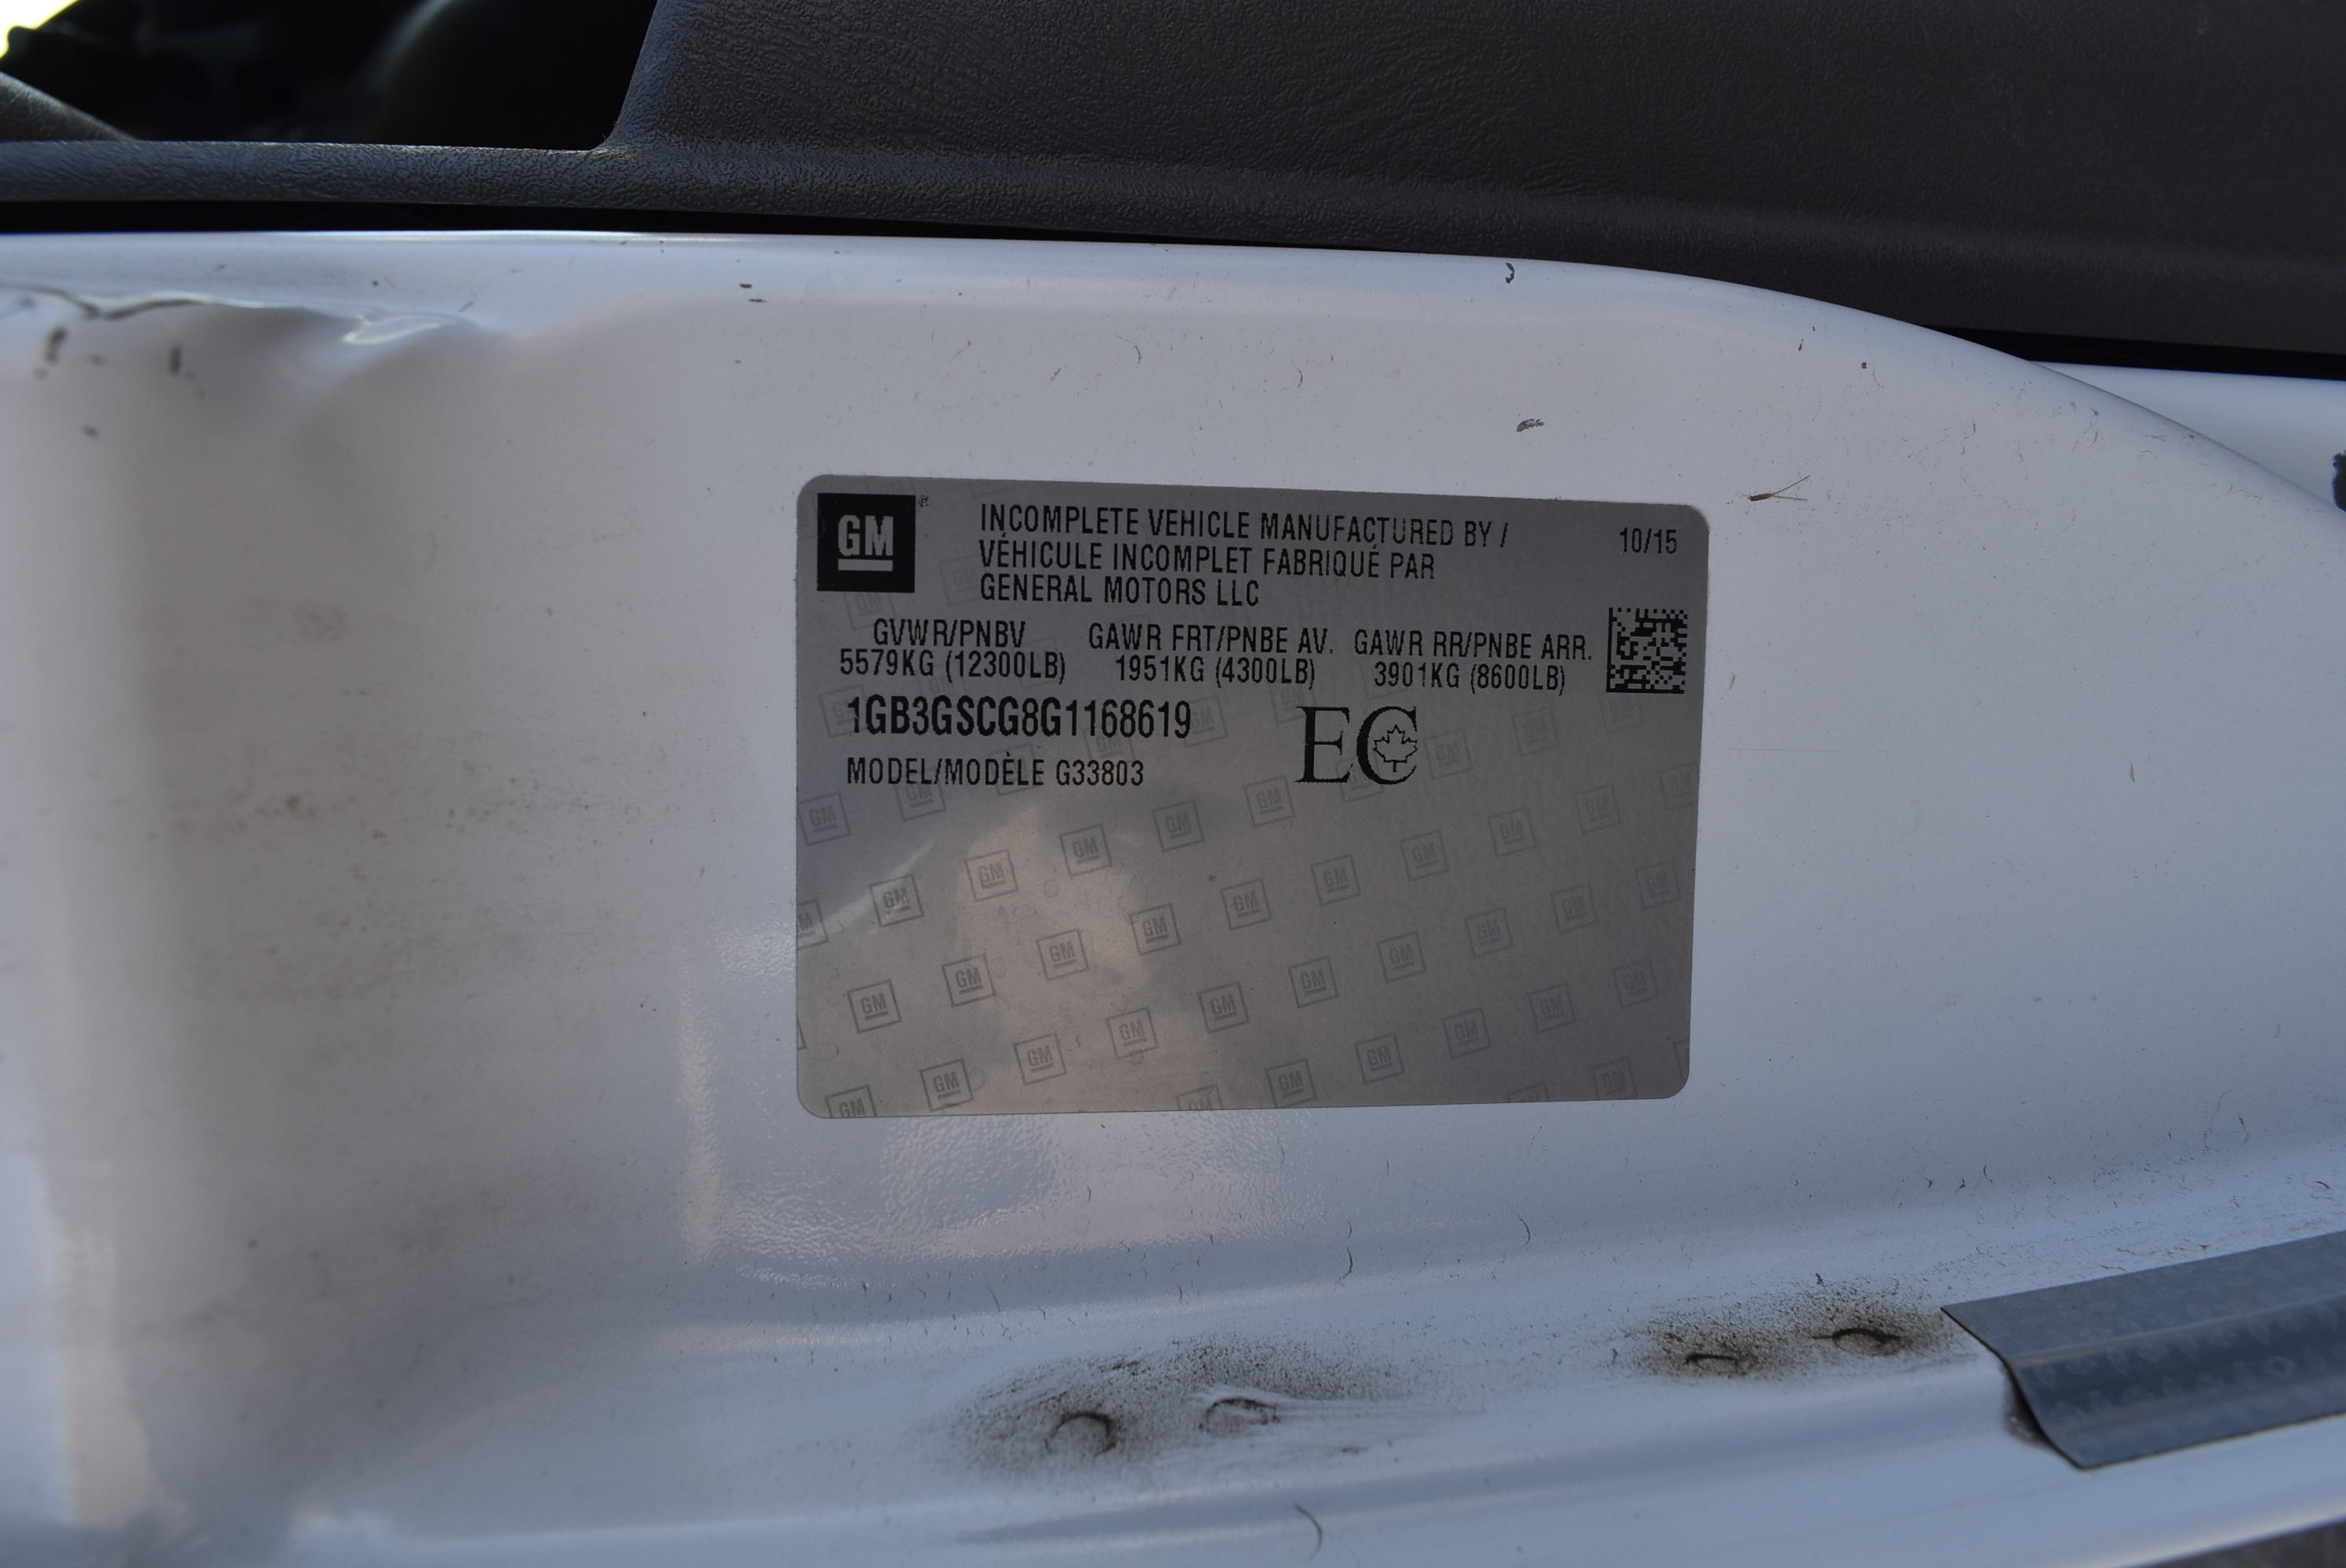 GM
INCOMPLETE VEHICLE MANUFACTURED BY / 10/15
VÉHICULE INCOMPLET FABRIQUÉ PAR
GENERAL MOTORS LLC
GVWR/PNBV GAWR FRT/PNBE AV. GAWR RR/PNBE ARR.
5579KG (12300LB) 1951KG (4300LB) 3901KG (8600LB)
1GB3GSCG8G1168619
EC
MODEL/MODÈLE G33803